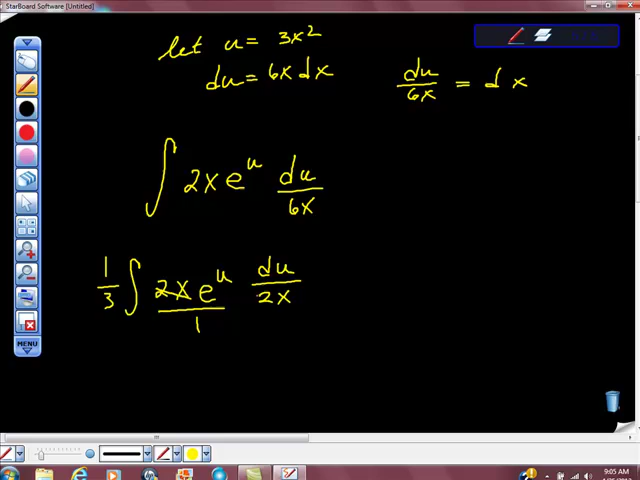 StarBoard Software [Untitled]
let u = 3x²
du = 6x dx
du/6x = dx
∫ 2x e^u du/6x
1/3 ∫ 2x e^u/1 du/2x
MENU
9:05 AM